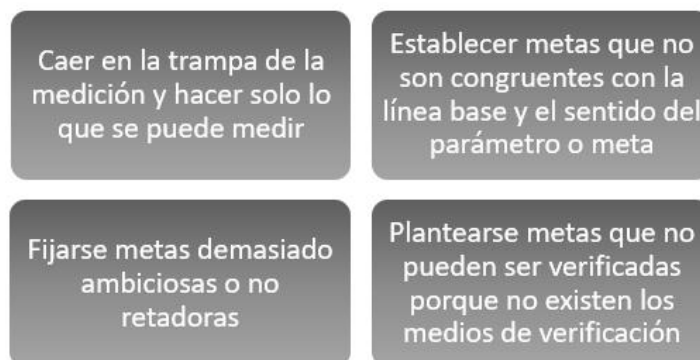 Caer en la trampa de la
medición y hacer solo lo
que se puede medir
Establecer metas que no
son congruentes con la
línea base y el sentido del
parámetro o meta
Fijarse metas demasiado
ambiciosas o no
retadoras
Plantearse metas que no
pueden ser verificadas
porque no existen los
medios de verificación